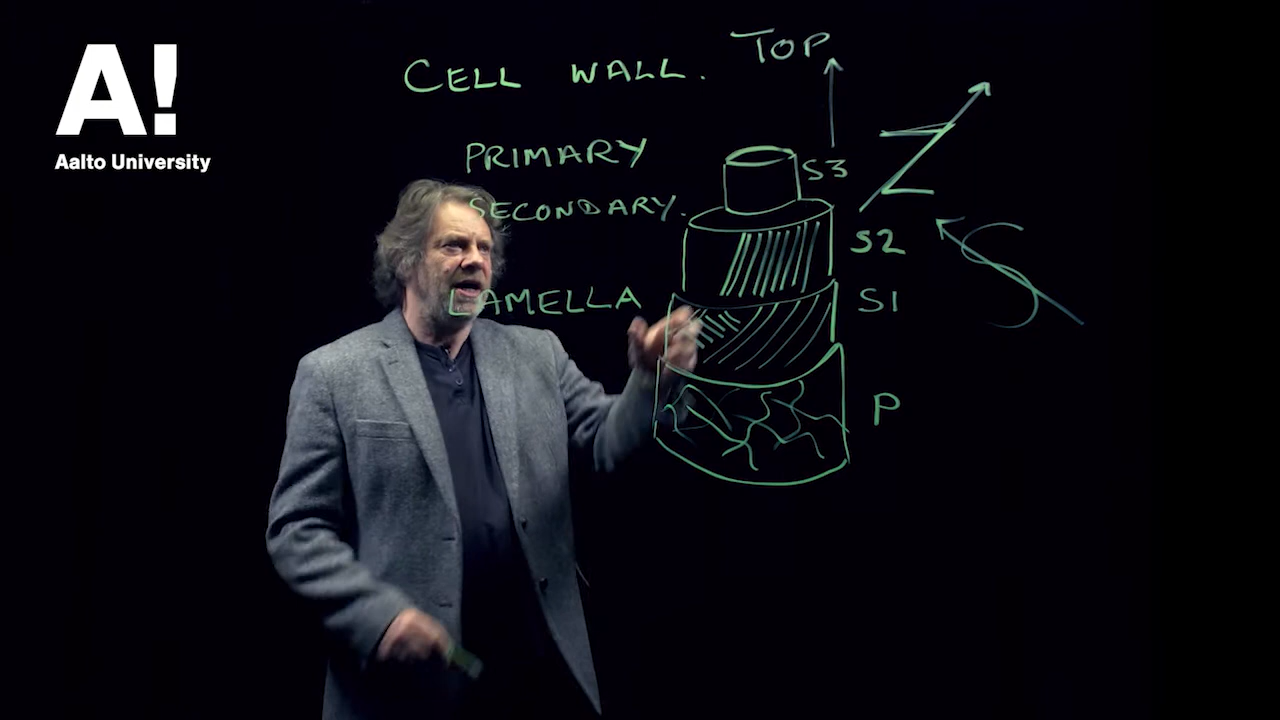 A!
Aalto University
TOP
CELL WALL.
PRIMARY
S3
Z
SECONDARY.
S2
S
LAMELLA
S1
P